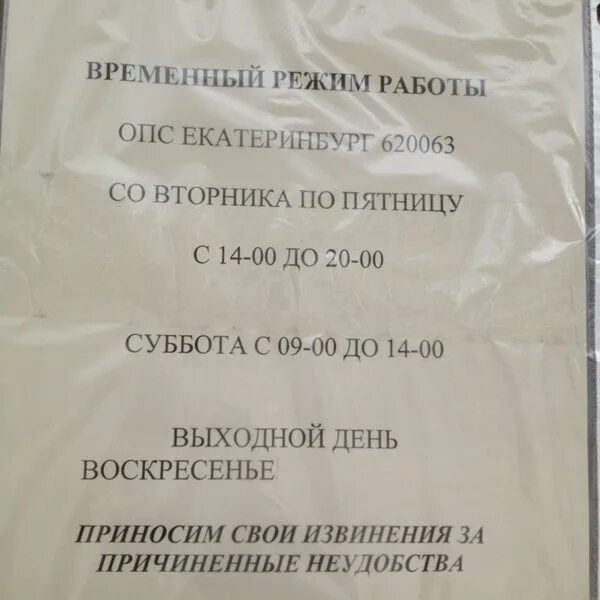 ВРЕМЕННЫЙ РЕЖИМ РАБОТЫ
ОПС ЕКАТЕРИНБУРГ 620063
СО ВТОРНИКА ПО ПЯТНИЦУ
С 14-00 ДО 20-00
СУББОТА С 09-00 ДО 14-00
ВЫХОДНОЙ ДЕНЬ
ВОСКРЕСЕНЬЕ
ПРИНОСИМ СВОИ ИЗВИНЕНИЯ ЗА
ПРИЧИНЕННЫЕ НЕУДОБСТВА